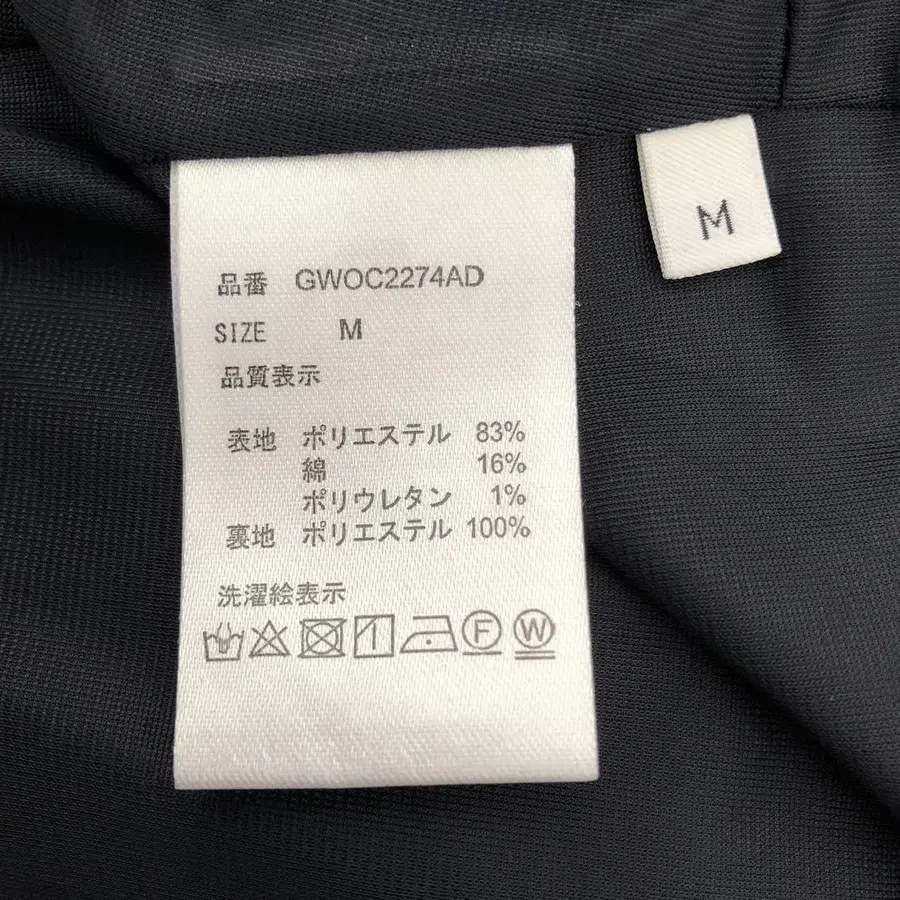 品番 GWOC2274AD
SIZE M
品質表示
表地 ポリエステル 83%
綿 16%
ポリウレタン 1%
裏地 ポリエステル 100%
洗濯絵表示
F W
M